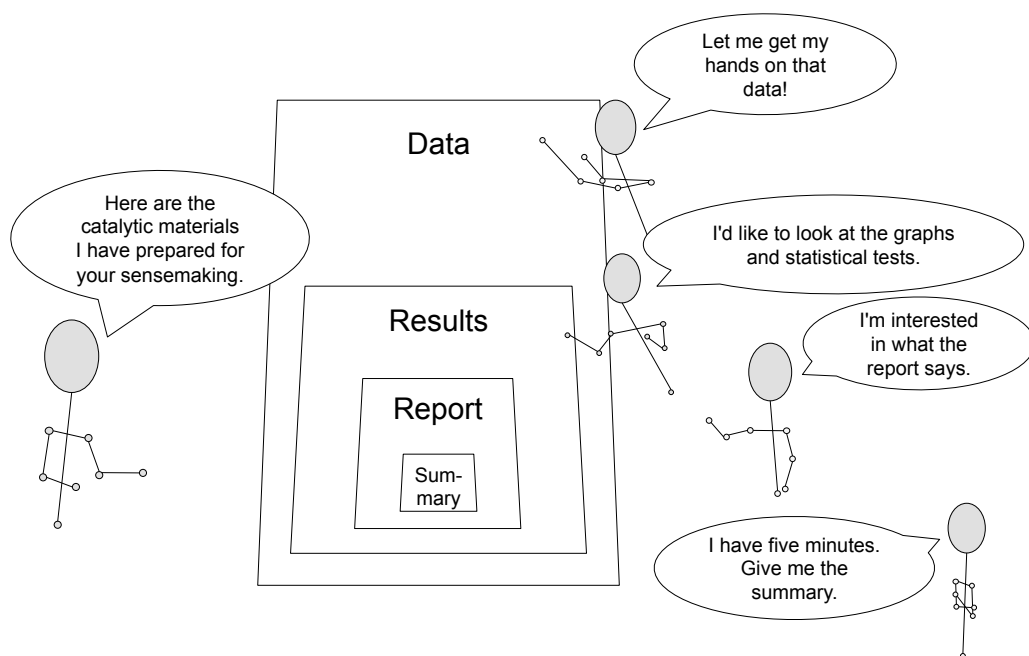 Let me get my
hands on that
data!
Data
Here are the
catalytic materials
I have prepared for
your sensemaking.
I'd like to look at the graphs
and statistical tests.
Results
I'm interested
in what the
report says.
Report
Sum-
mary
I have five minutes.
Give me the
summary.